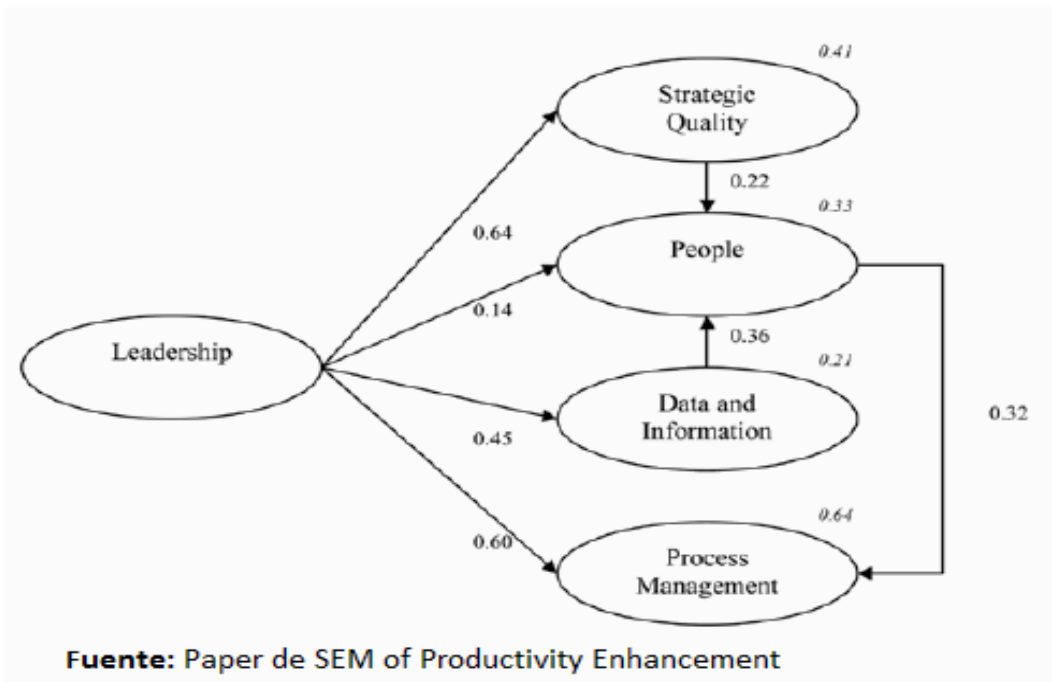 0.41
Strategic
Quality
0.22
0.33
0.64
People
0.14
Leadership
0.36
0.21
Data and
Information
0.45
0.32
0.64
0.60
Process
Management
Fuente: Paper de SEM of Productivity Enhancement